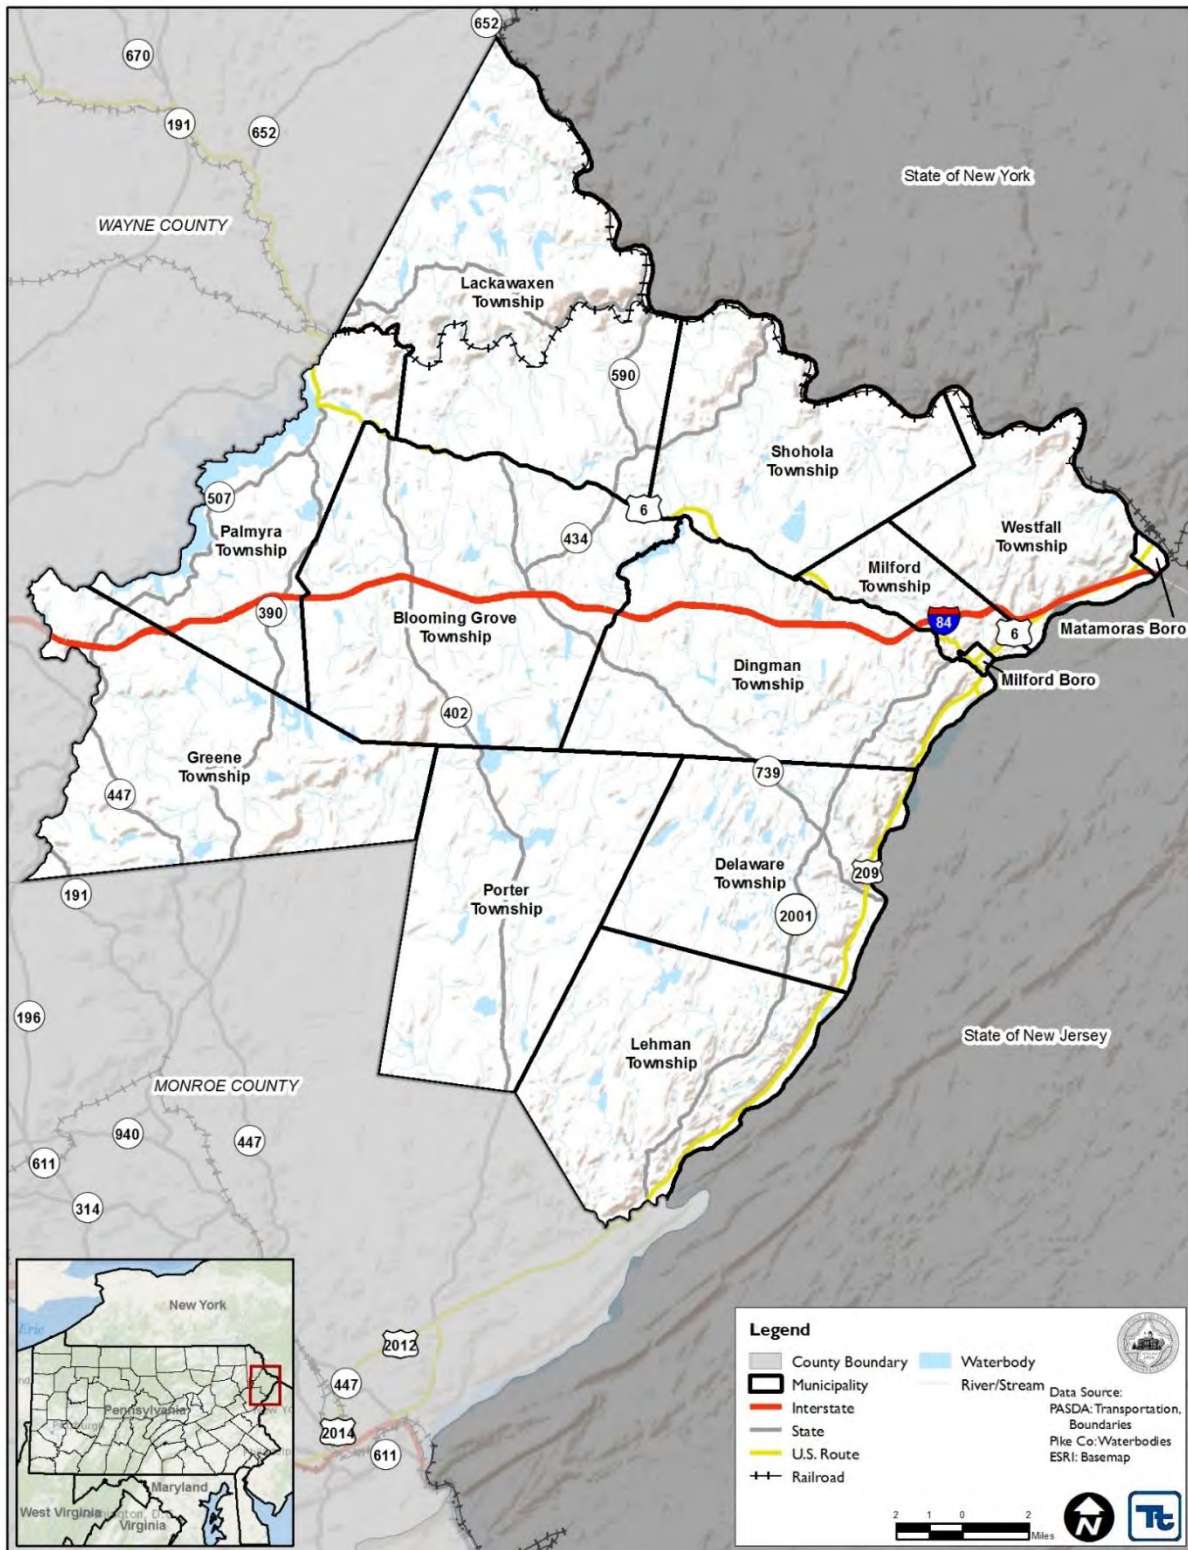 652
670
191
652
State of New York
WAYNE COUNTY
Lackawaxen
Township
590
Shohola
Township
507
6
434
Palmyra
Township
Westfall
Township
Milford
Township
390
Blooming Grove
Township
84
6
Matamoras Boro
Dingman
Township
Milford Boro
402
Greene
Township
739
447
Delaware
Township
209
191
Porter
Township
2001
196
State of New Jersey
Lehman
Township
MONROE COUNTY
940
447
611
314
2012
447
2014
611
New York
Erie
Pennsylvania
Maryland
West Virginia
Virginia
Legend
County Boundary
Municipality
Interstate
State
U.S. Route
Railroad
Waterbody
River/Stream
Data Source:
PASDA: Transportation,
Boundaries
Pike Co: Waterbodies
ESRI: Basemap
2 1 0 2
Miles
N
Tt